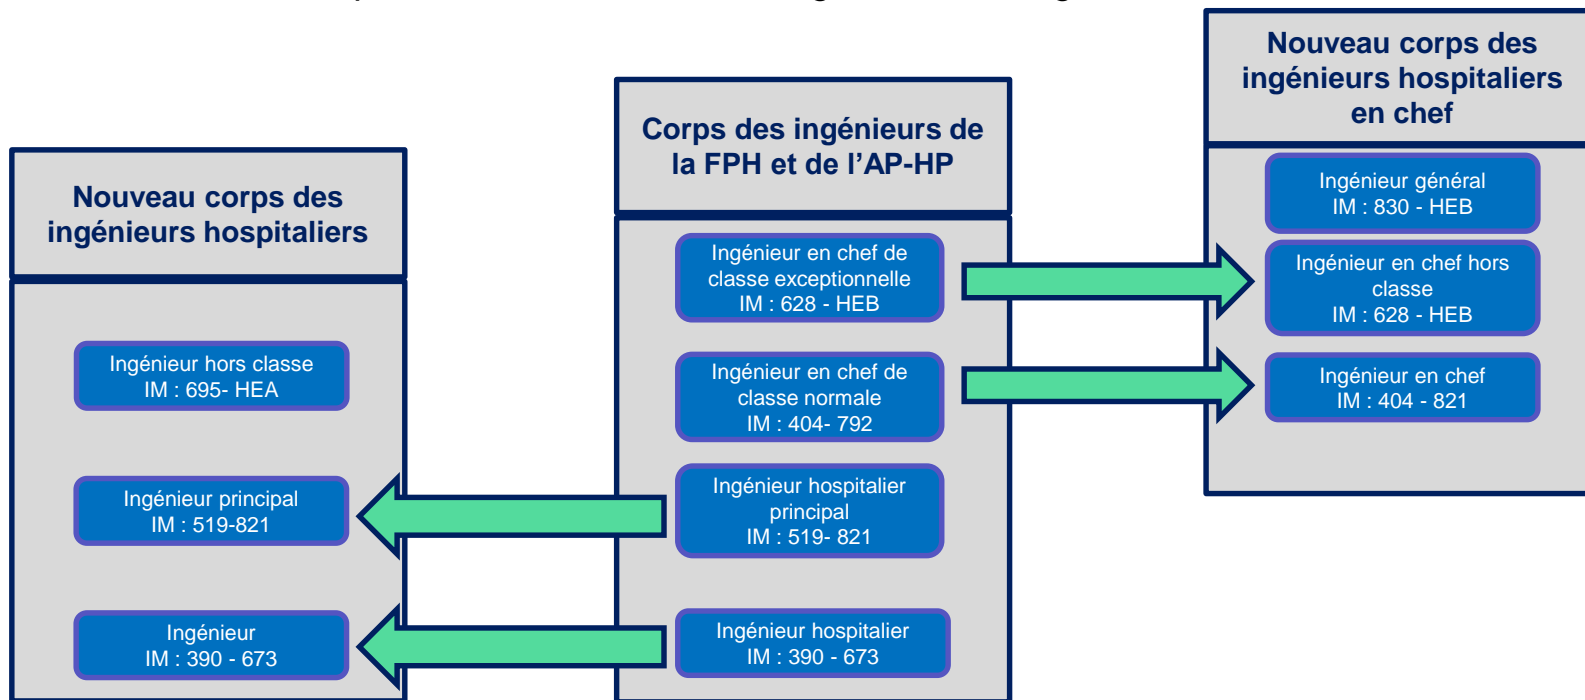 Nouveau corps des
ingénieurs hospitaliers
Ingénieur hors classe
IM : 695- HEA
Ingénieur principal
IM : 519-821
Ingénieur
IM : 390 - 673
Corps des ingénieurs de
la FPH et de l’AP-HP
Ingénieur en chef de
classe exceptionnelle
IM : 628 - HEB
Ingénieur en chef de
classe normale
IM : 404- 792
Ingénieur hospitalier
principal
IM : 519- 821
Ingénieur hospitalier
IM : 390 - 673
Nouveau corps des
ingénieurs hospitaliers
en chef
Ingénieur général
IM : 830 - HEB
Ingénieur en chef hors
classe
IM : 628 - HEB
Ingénieur en chef
IM : 404 - 821